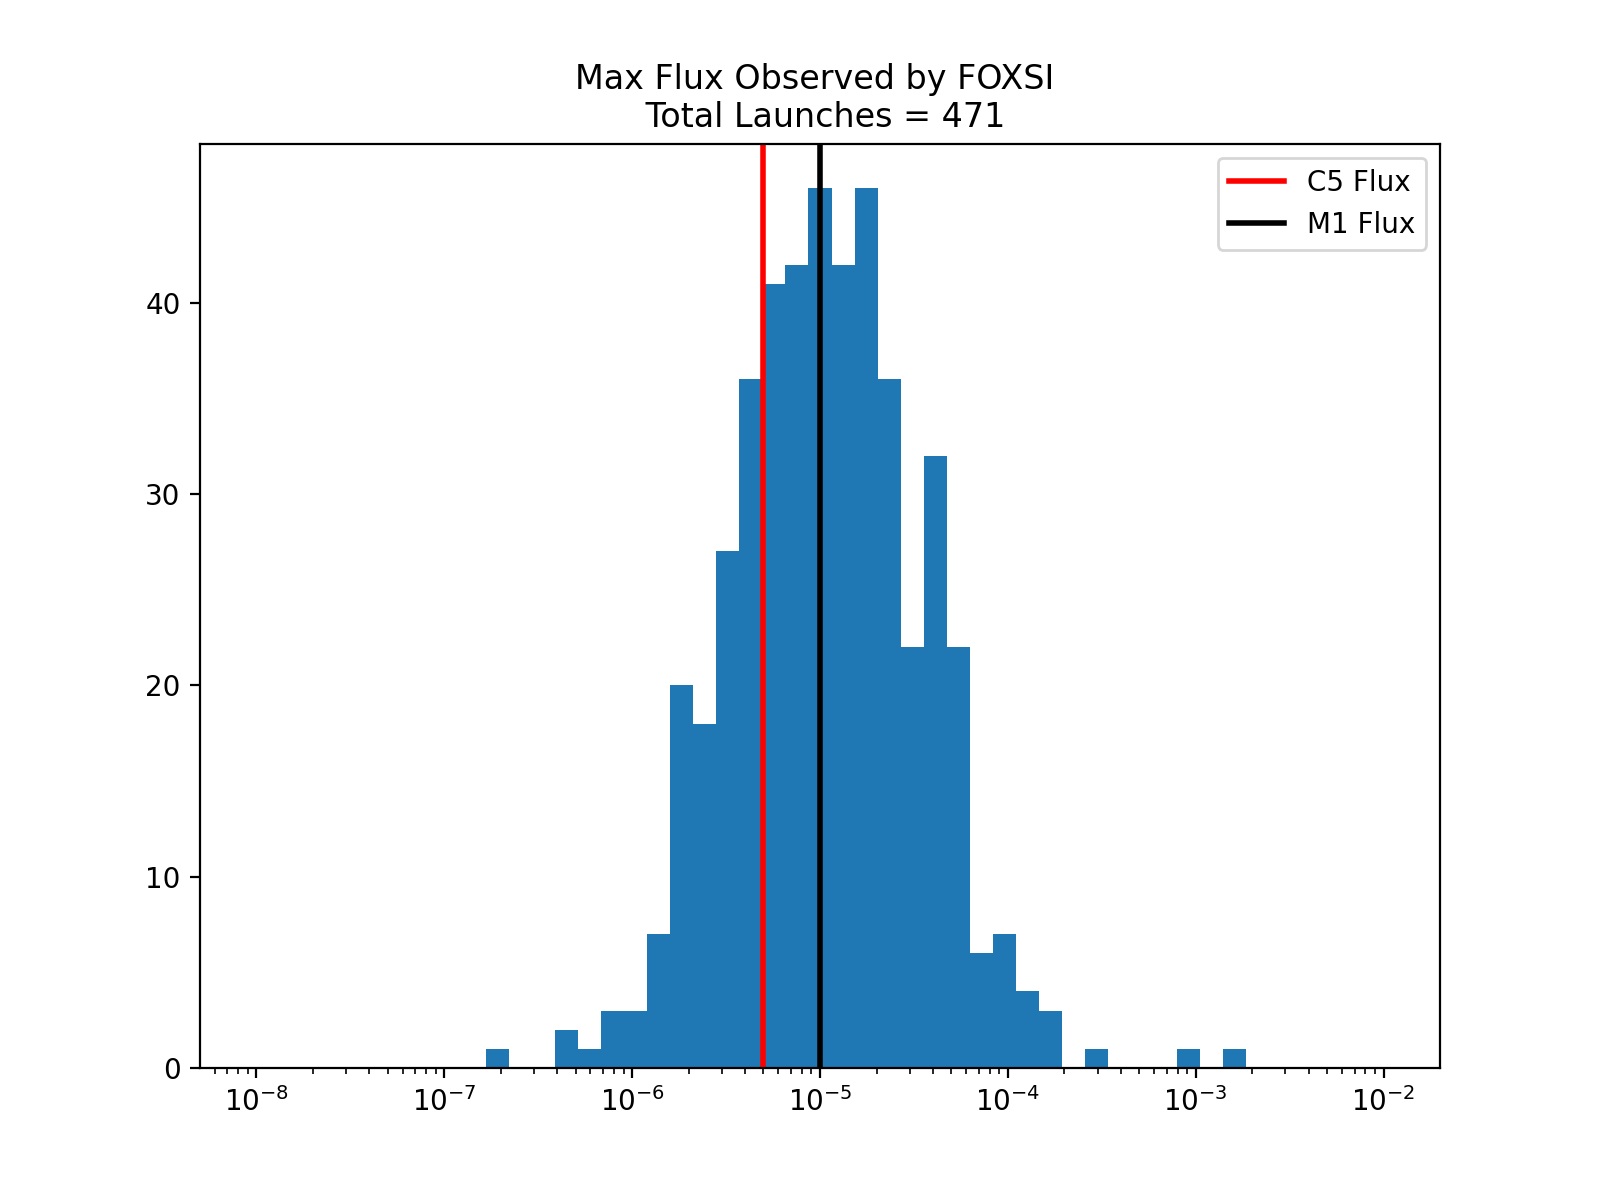 Max Flux Observed by FOXSI
Total Launches = 471
C5 Flux
M1 Flux
40
30
20
10
0
10⁻⁸ 10⁻⁷ 10⁻⁶ 10⁻⁵ 10⁻⁴ 10⁻³ 10⁻²